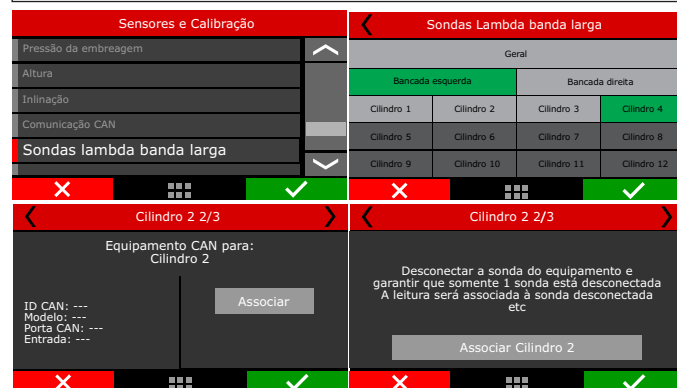 Sensores e Calibração
Pressão da embreagem
Altura
Inlinação
Comunicação CAN
Sondas lambda banda larga
Sondas Lambda banda larga
Geral
Bancada esquerda
Bancada direita
Cilindro 1
Cilindro 2
Cilindro 3
Cilindro 4
Cilindro 5
Cilindro 6
Cilindro 7
Cilindro 8
Cilindro 9
Cilindro 10
Cilindro 11
Cilindro 12
Cilindro 2 2/3
Equipamento CAN para:
Cilindro 2
ID CAN: ---
Modelo: ---
Porta CAN: ---
Entrada: ---
Associar
Cilindro 2 2/3
Desconectar a sonda do equipamento e
garantir que somente 1 sonda está desconectada
A leitura será associada à sonda desconectada
etc
Associar Cilindro 2